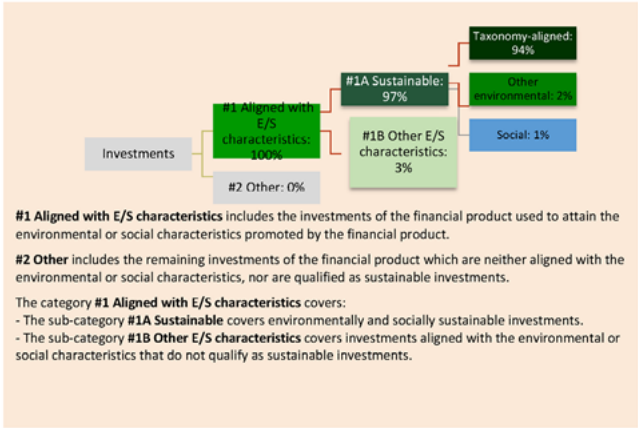 Taxonomy-aligned:
94%
#1A Sustainable:
97%
Other
environmental: 2%
#1 Aligned with
E/S
characteristics:
100%
Social: 1%
#1B Other E/S
characteristics:
3%
Investments
#2 Other: 0%
#1 Aligned with E/S characteristics includes the investments of the financial product used to attain the
environmental or social characteristics promoted by the financial product.
#2 Other includes the remaining investments of the financial product which are neither aligned with the
environmental or social characteristics, nor are qualified as sustainable investments.
The category #1 Aligned with E/S characteristics covers:
- The sub-category #1A Sustainable covers environmentally and socially sustainable investments.
- The sub-category #1B Other E/S characteristics covers investments aligned with the environmental or
social characteristics that do not qualify as sustainable investments.